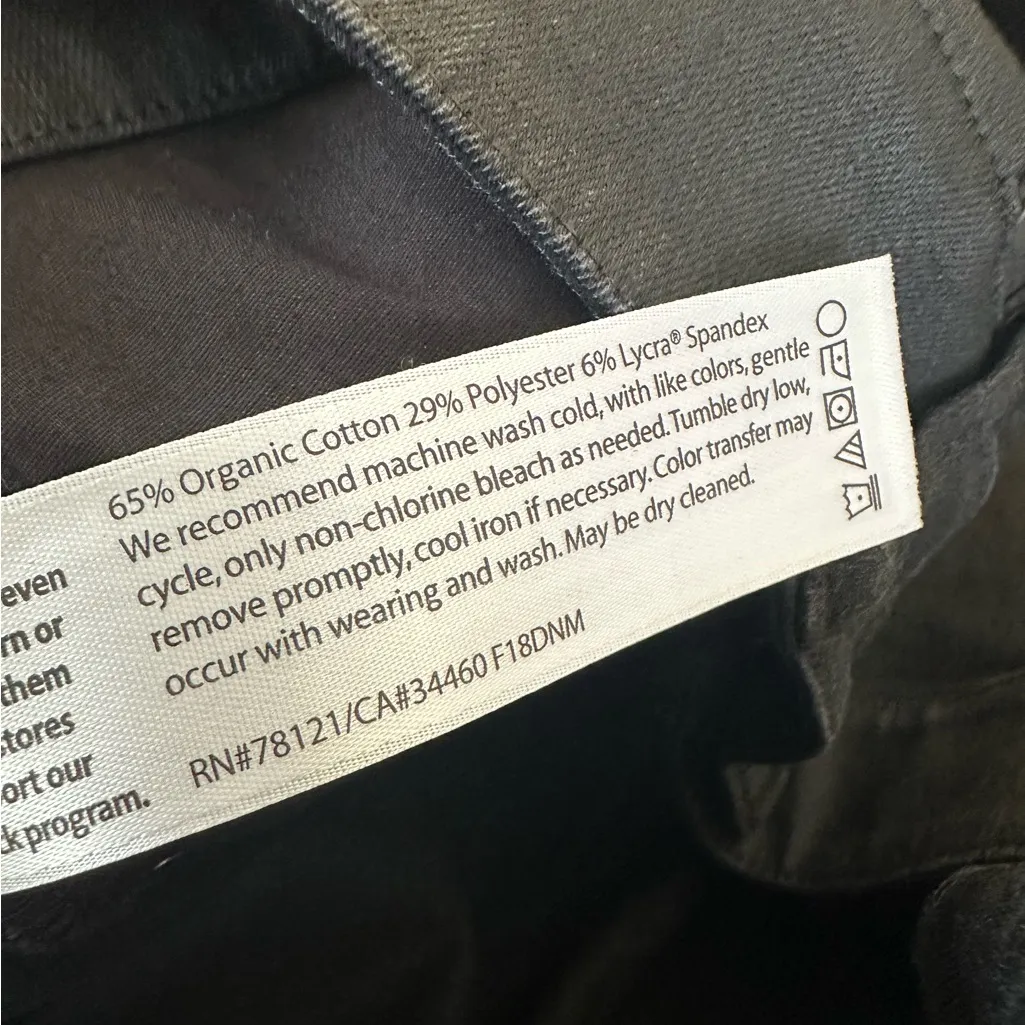 even
rn or
them
tores
ort our
ck program.
65% Organic Cotton 29% Polyester 6% Lycra® Spandex
We recommend machine wash cold, with like colors, gentle
cycle, only non-chlorine bleach as needed. Tumble dry low,
remove promptly, cool iron if necessary. Color transfer may
occur with wearing and wash. May be dry cleaned.
RN#78121/CA#34460 F18DNM